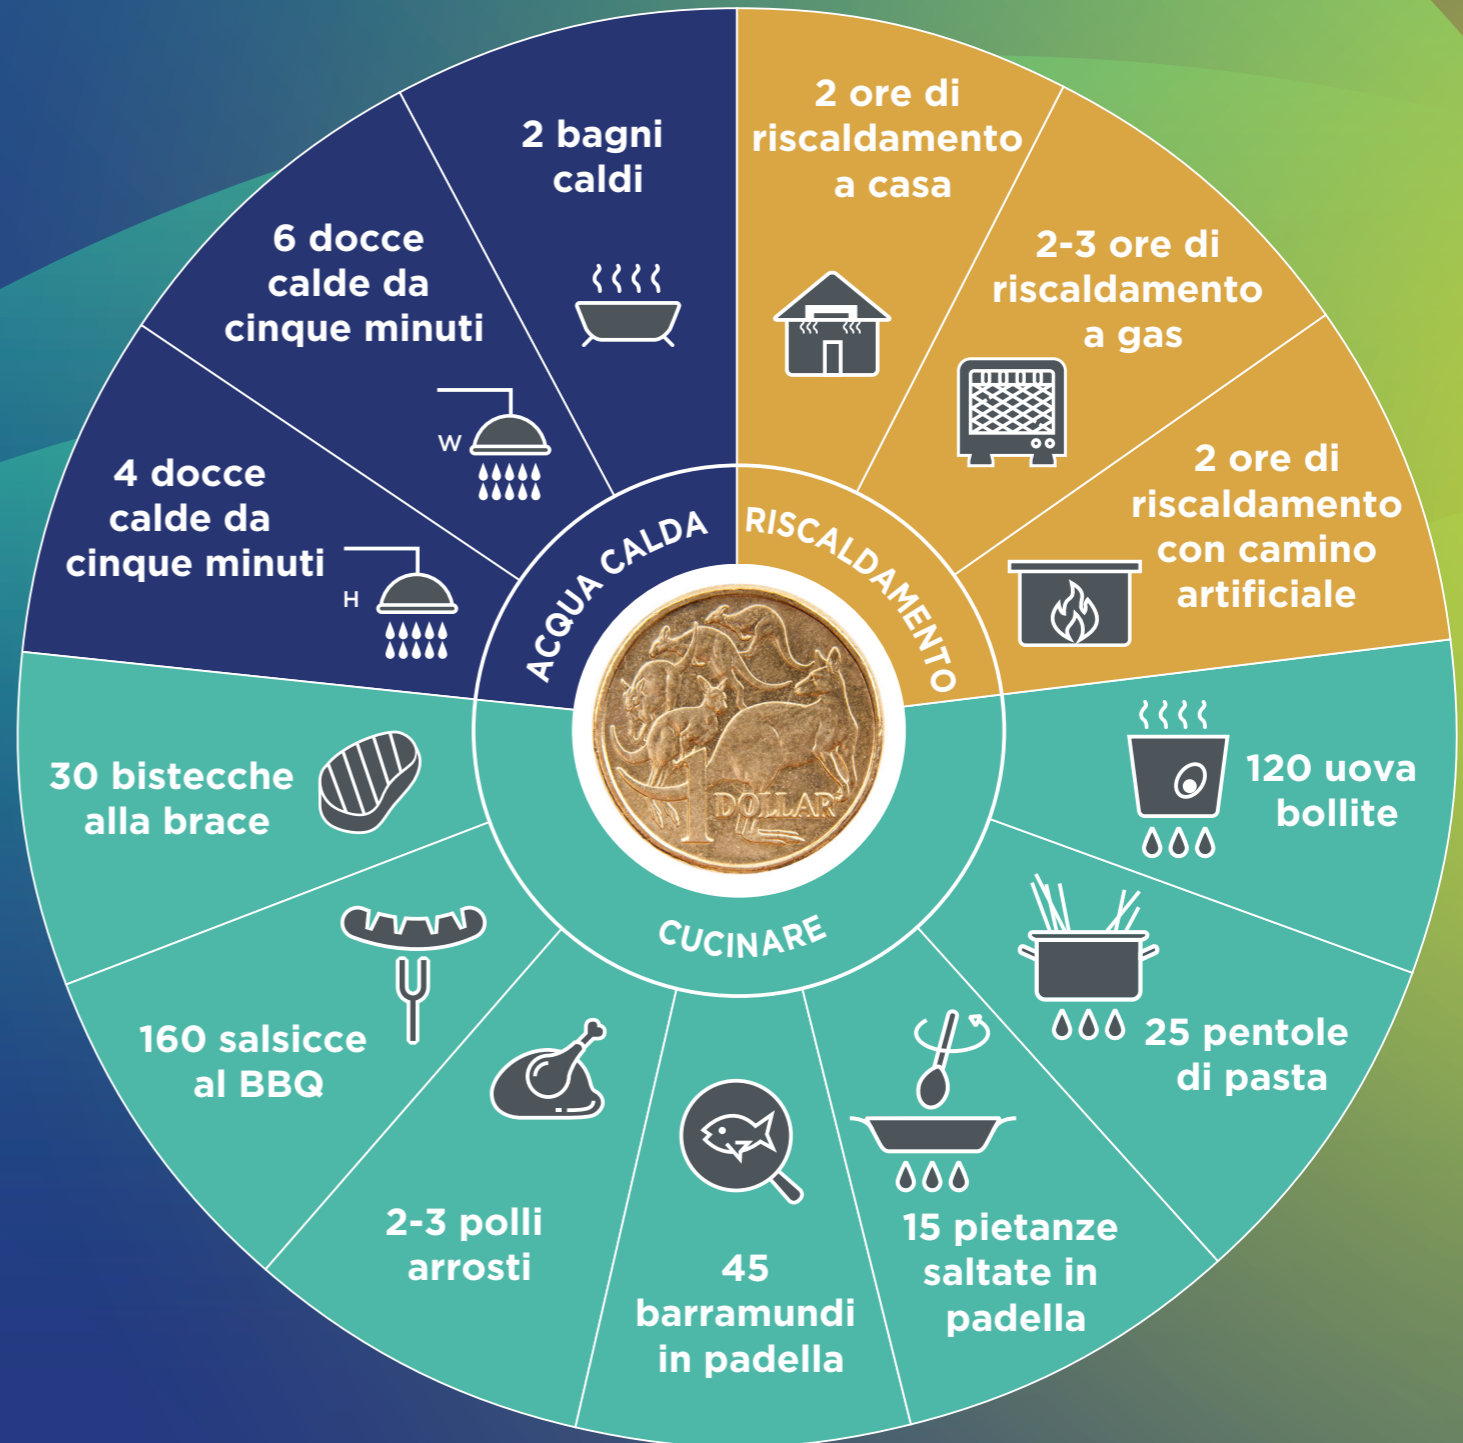 2 bagni
caldi
6 docce
calde da
cinque minuti
W
4 docce
calde da
cinque minuti
H
ACQUA CALDA
2 ore di
riscaldamento
a casa
2-3 ore di
riscaldamento
a gas
2 ore di
riscaldamento
con camino
artificiale
RISCALDAMENTO
1
DOLLAR
120 uova
bollite
25 pentole
di pasta
15 pietanze
saltate in
padella
45
barramundi
in padella
2-3 polli
arrosti
160 salsicce
al BBQ
30 bistecche
alla brace
CUCINARE